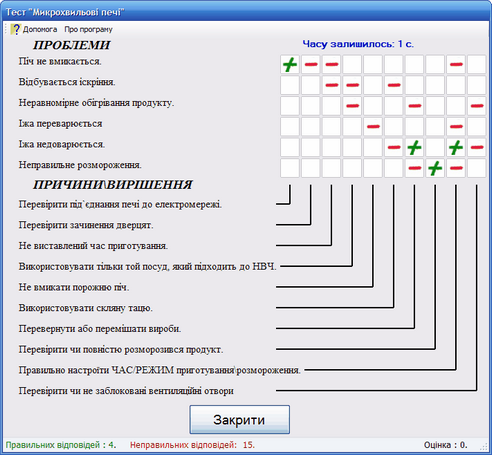 Тест "Микрохвильові печі"
Допомога Про програму
ПРОБЛЕМИ
Часу залишилось: 1 с.
Піч не вмикається.
Відбувається іскріння.
Неравномірне обігрівання продукту.
Іжа переварюється
Іжа недоварюється.
Неправильне розмороження.
ПРИЧИНИ\ВИРІШЕННЯ
Перевірити під`єднання печі до електромережі.
Перевірити зачинення дверцят.
Не виставлений час приготування.
Використовувати тільки той посуд, який підходить до НВЧ.
Не вмикати порожню піч.
Використовувати скляну тацю.
Перевернути або перемішати вироби.
Перевірити чи повністю розморозився продукт.
Правильно настроїти ЧАС/РЕЖИМ приготування\розмороження.
Перевірити чи не заблоковані вентиляційні отвори
Закрити
Правильних відповідей : 4. Неправильних відповідей: 15. Оцінка : 0.